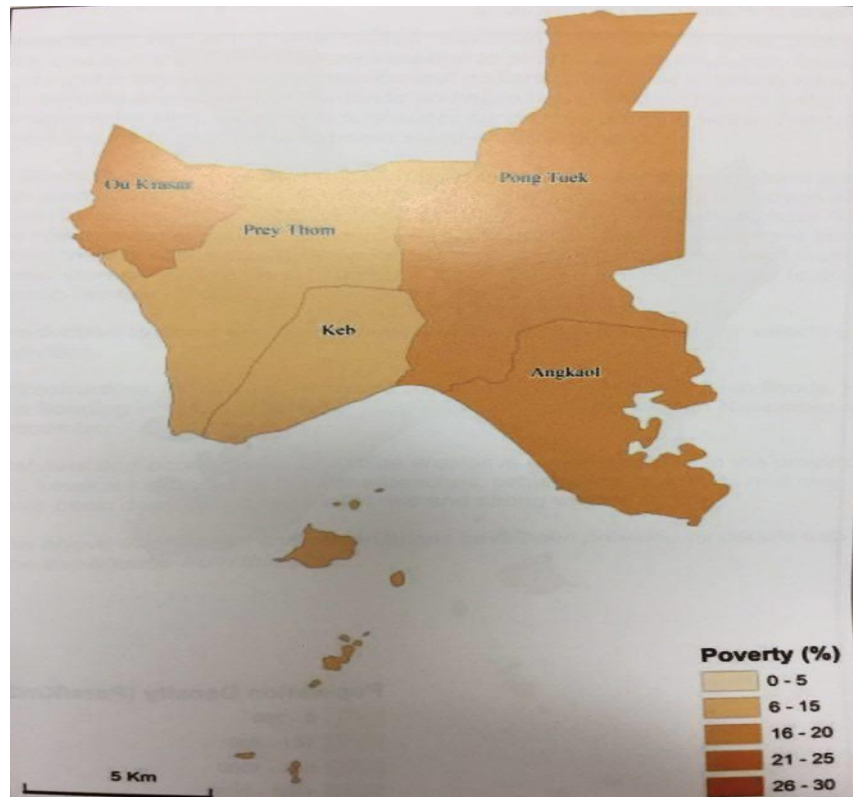 Ou Krasar
Pong Tuek
Prey Thom
Keb
Angkaol
Poverty (%)
0 - 5
6 - 15
16 - 20
21 - 25
26 - 30
5 Km